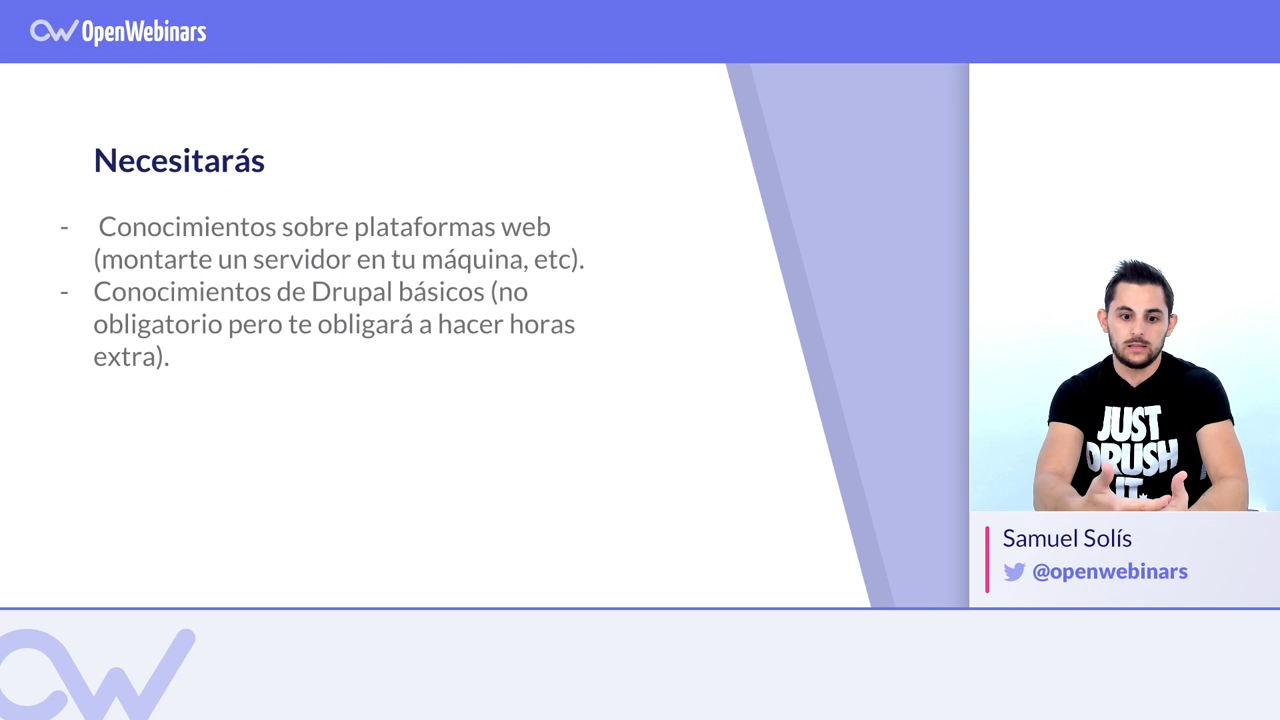 OpenWebinars
Necesitarás
- Conocimientos sobre plataformas web
(montarte un servidor en tu máquina, etc).
- Conocimientos de Drupal básicos (no
obligatorio pero te obligará a hacer horas
extra).
JUST
DRUSH
IT.
Samuel Solís
@openwebinars